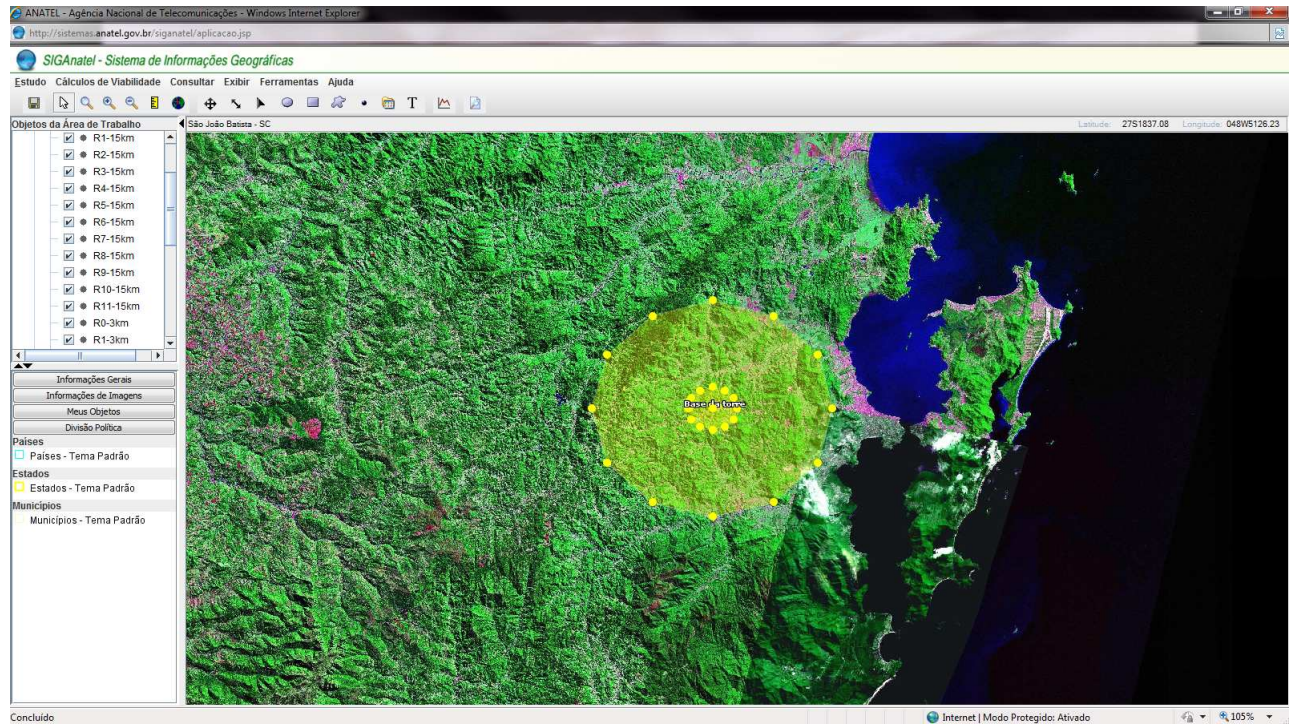 ANATEL - Agência Nacional de Telecomunicações - Windows Internet Explorer
http://sistemas.anatel.gov.br/siganatel/aplicacao.jsp
SIGAnatel - Sistema de Informações Geográficas
Estudo Cálculos de Viabilidade Consultar Exibir Ferramentas Ajuda
T
Objetos da Área de Trabalho
São João Batista - SC
Latitude: 27S1837.08 Longitude: 048W5126.23
R1-15km
R2-15km
R3-15km
R4-15km
R5-15km
R6-15km
R7-15km
R8-15km
R9-15km
R10-15km
R11-15km
R0-3km
R1-3km
Base da torre
Informações Gerais
Informações de Imagens
Meus Objetos
Divisão Política
Países
Países - Tema Padrão
Estados
Estados - Tema Padrão
Municípios
Municípios - Tema Padrão
Concluído
Internet | Modo Protegido: Ativado
105%